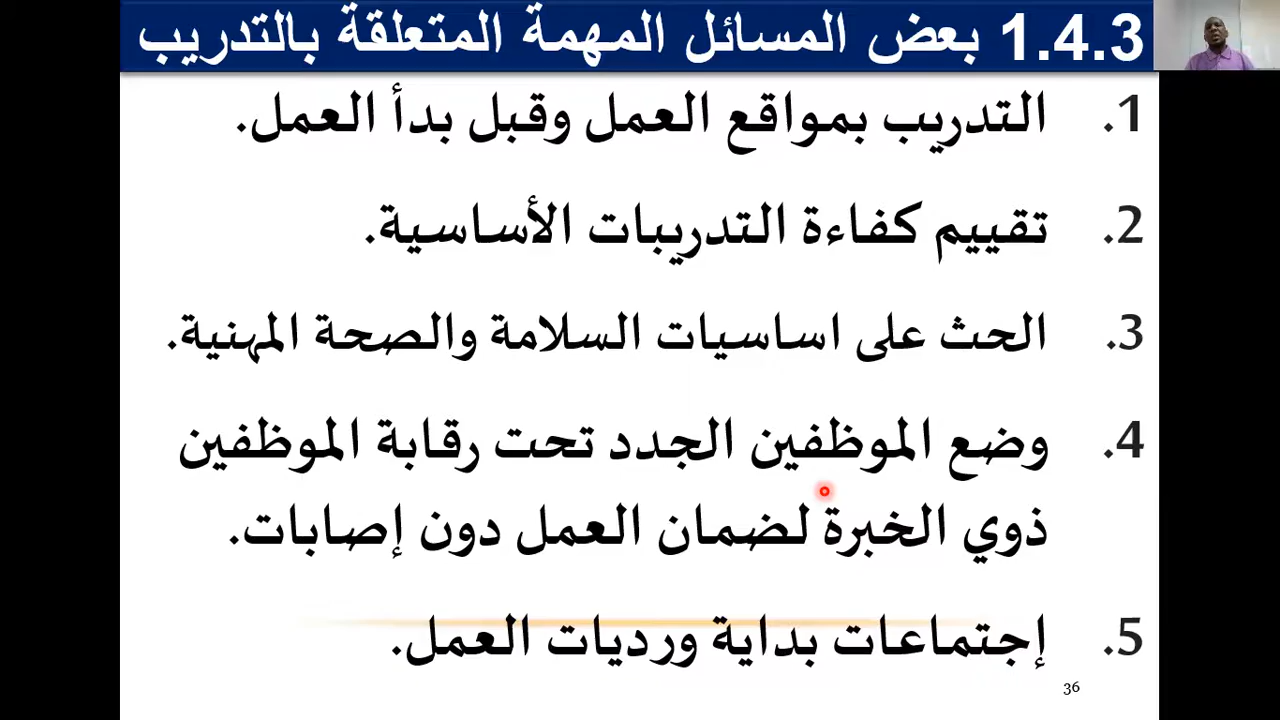 1.4.3 بعض المسائل المهمة المتعلقة بالتدريب
1. التدريب بمواقع العمل وقبل بدأ العمل.
2. تقييم كفاءة التدريبات الأساسية.
3. الحث على اساسيات السلامة والصحة المهنية.
4. وضع الموظفين الجدد تحت رقابة الموظفين
ذوي الخبرة لضمان العمل دون إصابات.
5. إجتماعات بداية ورديات العمل.
36